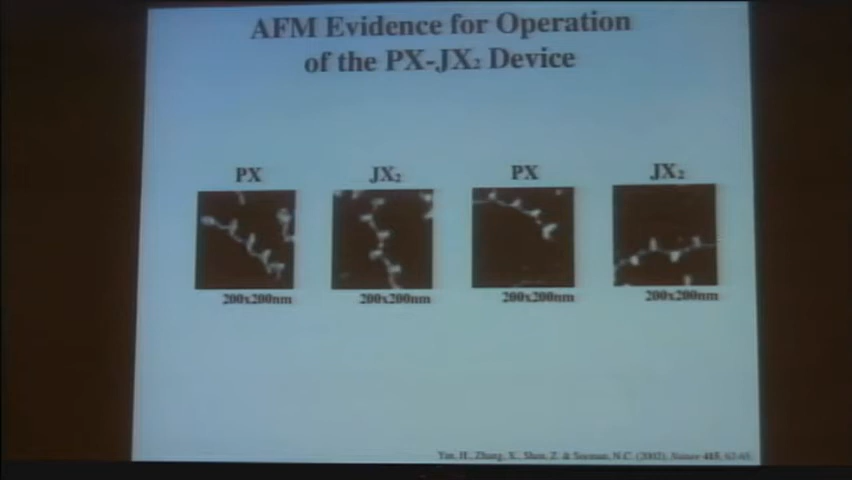 AFM Evidence for Operation
of the PX-JX₂ Device
PX JX₂ PX JX₂
200x200nm 200x200nm 200x200nm 200x200nm
Yan, H., Zhang, X., Shen, Z. & Seeman, N.C. (2002), Nature 415, 62-65.